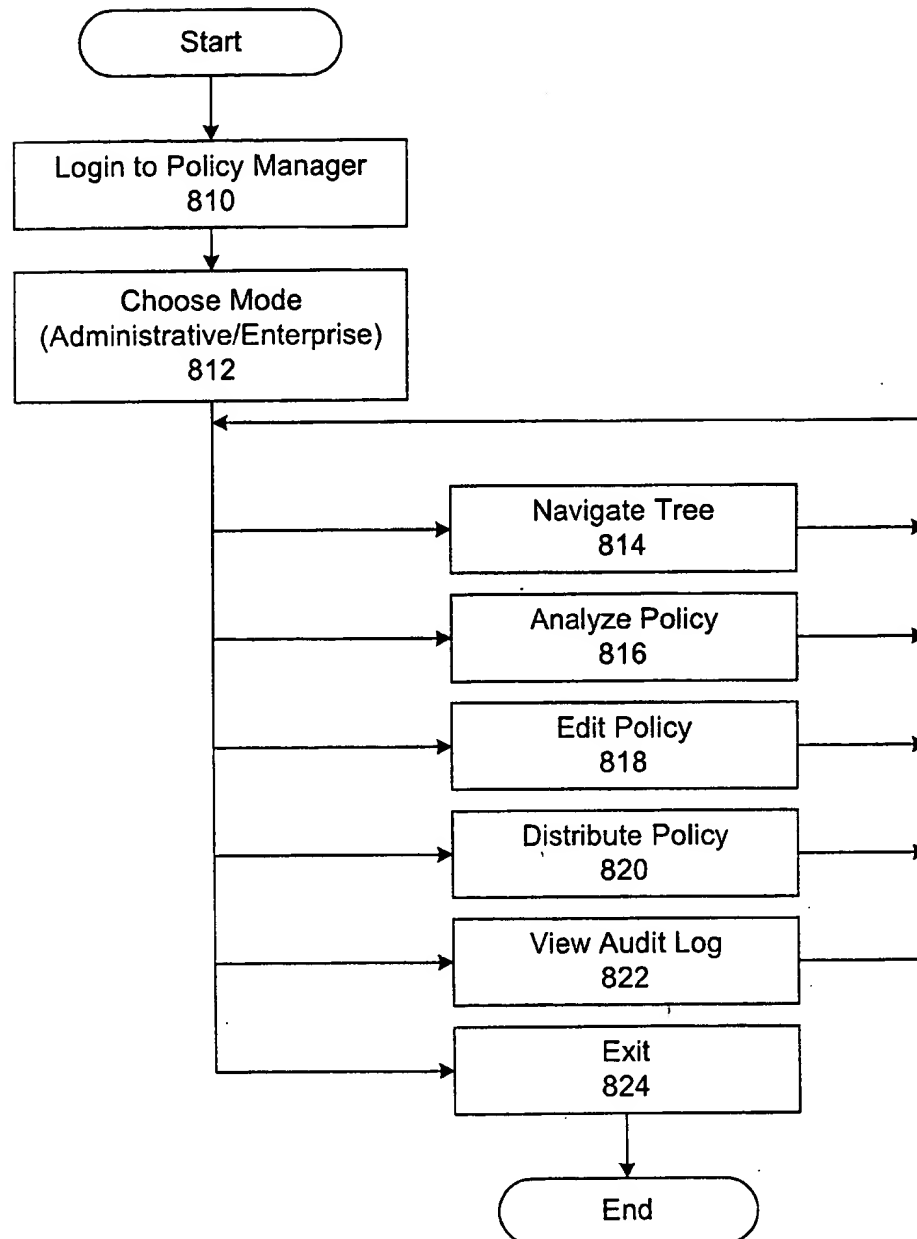 Start
Login to Policy Manager
810
Choose Mode
(Administrative/Enterprise)
812
Navigate Tree
814
Analyze Policy
816
Edit Policy
818
Distribute Policy
820
View Audit Log
822
Exit
824
End